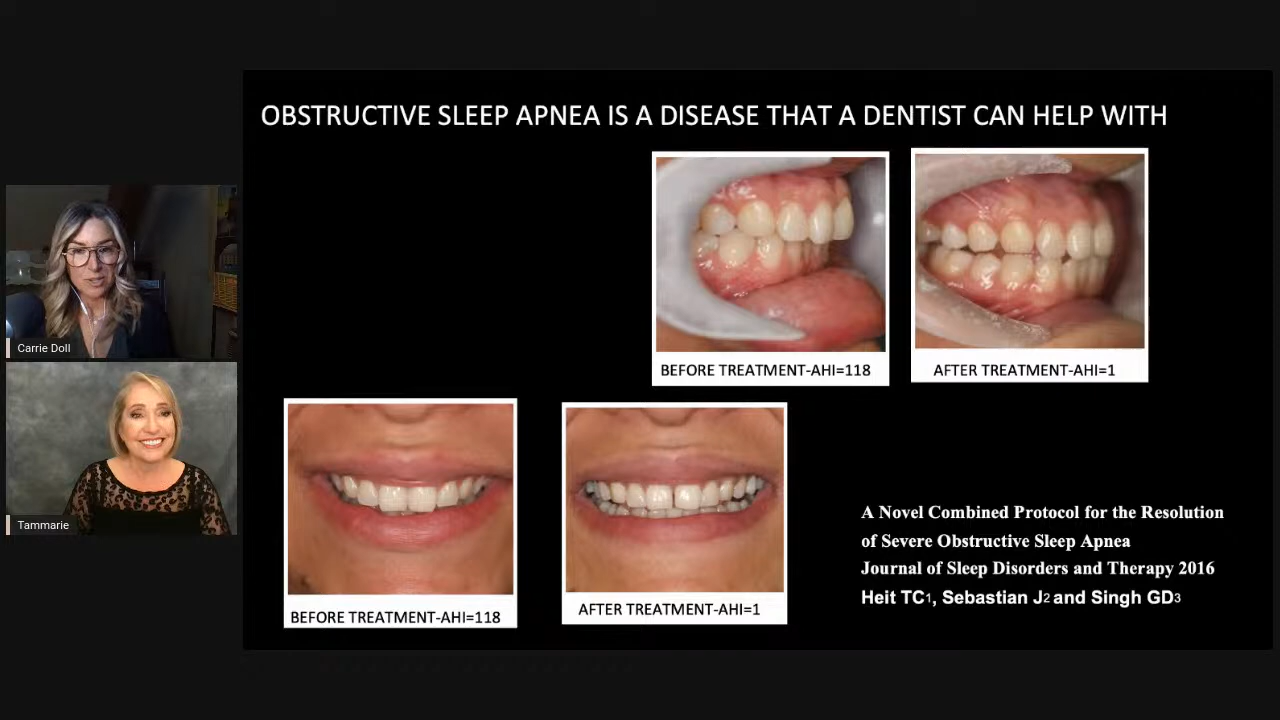 OBSTRUCTIVE SLEEP APNEA IS A DISEASE THAT A DENTIST CAN HELP WITH
Carrie Doll
Tammarie
BEFORE TREATMENT-AHI=118
AFTER TREATMENT-AHI=1
BEFORE TREATMENT-AHI=118
AFTER TREATMENT-AHI=1
A Novel Combined Protocol for the Resolution
of Severe Obstructive Sleep Apnea
Journal of Sleep Disorders and Therapy 2016
Heit TC1, Sebastian J2 and Singh GD3